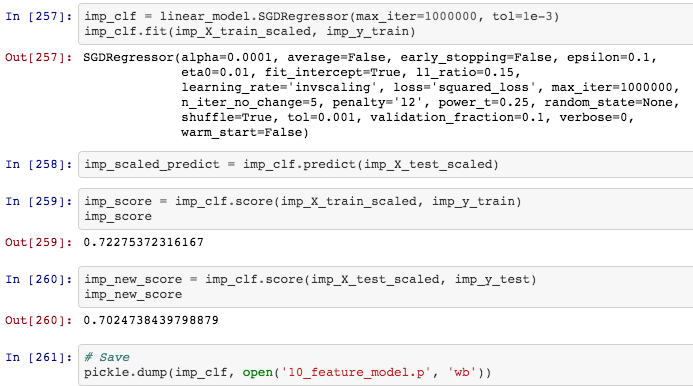 In [257]: imp_clf = linear_model.SGDRegressor(max_iter=1000000, tol=1e-3)
imp_clf.fit(imp_X_train_scaled, imp_y_train)
Out[257]: SGDRegressor(alpha=0.0001, average=False, early_stopping=False, epsilon=0.1,
eta0=0.01, fit_intercept=True, l1_ratio=0.15,
learning_rate='invscaling', loss='squared_loss', max_iter=1000000,
n_iter_no_change=5, penalty='l2', power_t=0.25, random_state=None,
shuffle=True, tol=0.001, validation_fraction=0.1, verbose=0,
warm_start=False)
In [258]: imp_scaled_predict = imp_clf.predict(imp_X_test_scaled)
In [259]: imp_score = imp_clf.score(imp_X_train_scaled, imp_y_train)
imp_score
Out[259]: 0.72275372316167
In [260]: imp_new_score = imp_clf.score(imp_X_test_scaled, imp_y_test)
imp_new_score
Out[260]: 0.7024738439798879
In [261]: # Save
pickle.dump(imp_clf, open('10_feature_model.p', 'wb'))